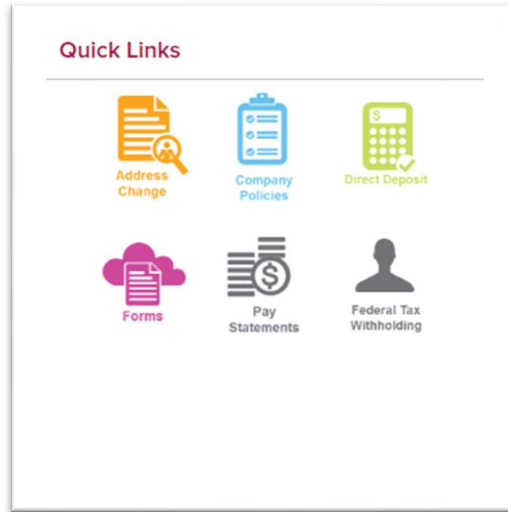 Quick Links
Address
Change
Company
Policies
$
Direct Deposit
Forms
$
Pay
Statements
Federal Tax
Withholding